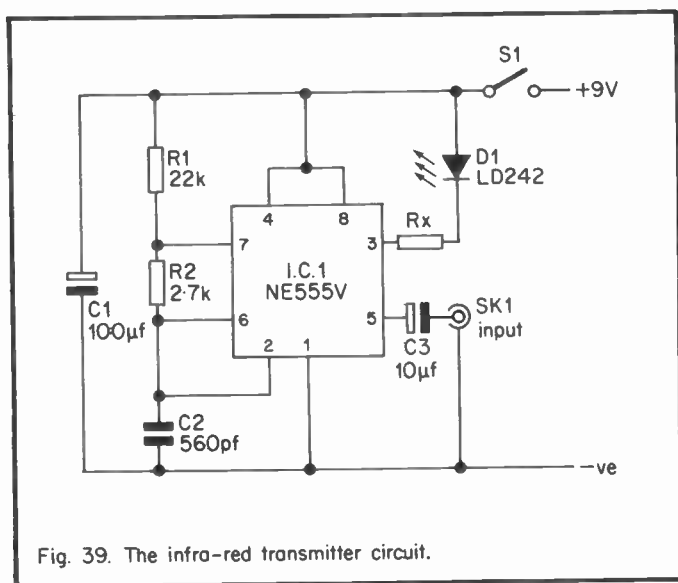 S1
+9V
R1
22k
D1
LD242
4
8
Rx
7
3
R2
2·7k
I.C.1
NE555V
SK1
input
6
5
C1
100µf
2
1
C3
10µf
C2
560pf
-ve
Fig. 39. The infra-red transmitter circuit.